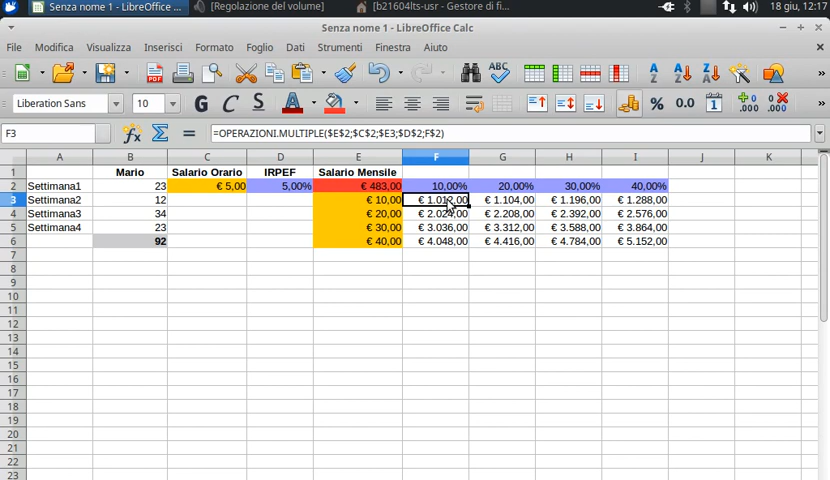 Senza nome 1 - LibreOffice ... [Regolazione del volume] [b21604lts-usr - Gestore di fi... 18 giu, 12:17
Senza nome 1 - LibreOffice Calc
File Modifica Visualizza Inserisci Formato Foglio Dati Strumenti Finestra Aiuto
Liberation Sans 10 G C S % 0.0
F3 =OPERAZIONI.MULTIPLE($E$2;$C$2;$E3;$D$2;F$2)
A B C D E F G H I J K
1 Mario Salario Orario IRPEF Salario Mensile
2 Settimana1 23 € 5,00 5,00% € 483,00 10,00% 20,00% 30,00% 40,00%
3 Settimana2 12 € 10,00 € 1.012,00 € 1.104,00 € 1.196,00 € 1.288,00
4 Settimana3 34 € 20,00 € 2.024,00 € 2.208,00 € 2.392,00 € 2.576,00
5 Settimana4 23 € 30,00 € 3.036,00 € 3.312,00 € 3.588,00 € 3.864,00
6 92 € 40,00 € 4.048,00 € 4.416,00 € 4.784,00 € 5.152,00
7
8
9
10
11
12
13
14
15
16
17
18
19
20
21
22
23